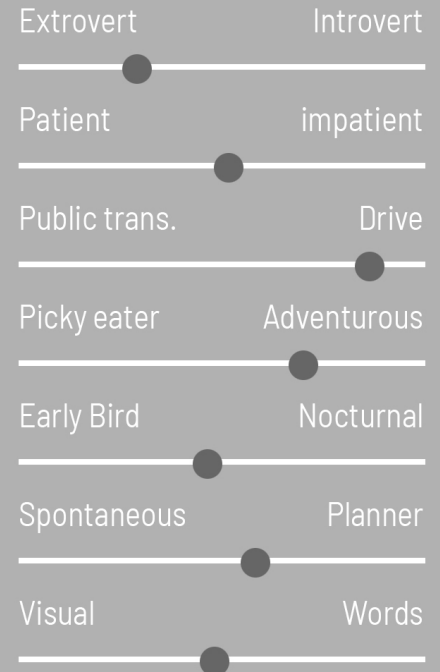 Extrovert Introvert
Patient impatient
Public trans. Drive
Picky eater Adventurous
Early Bird Nocturnal
Spontaneous Planner
Visual Words